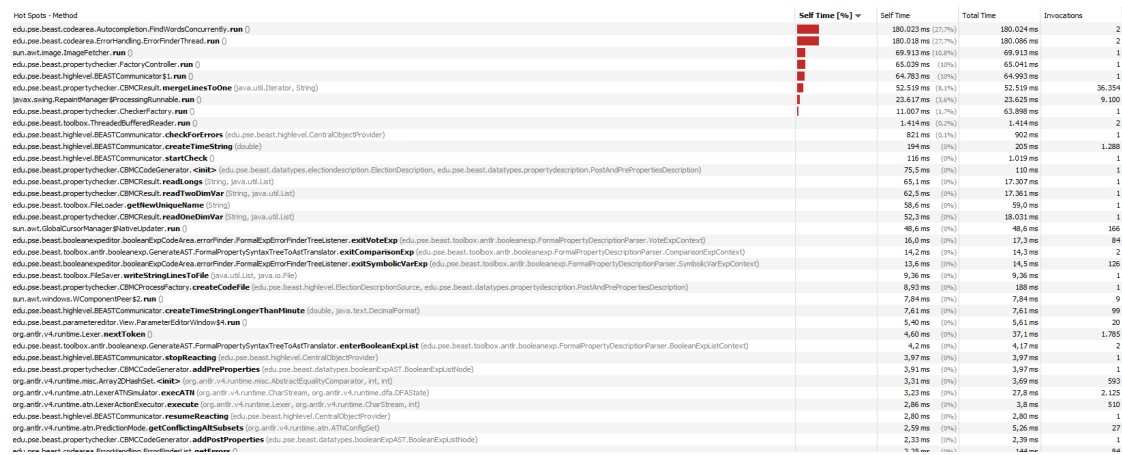 Hot Spots - Method Self Time [%] Self Time Total Time Invocations
edu.pse.beast.codearea.Autocompletion.FindWordsConcurrently.run () 180.023 ms (27,7%) 180.024 ms 2
edu.pse.beast.codearea.ErrorHandling.ErrorFinderThread.run () 180.018 ms (27,7%) 180.086 ms 2
sun.awt.image.ImageFetcher.run () 69.913 ms (10,8%) 69.913 ms 1
edu.pse.beast.propertychecker.FactoryController.run () 65.039 ms (10%) 65.041 ms 1
edu.pse.beast.highlevel.BEASTCommunicator$1.run () 64.783 ms (10%) 64.993 ms 1
edu.pse.beast.propertychecker.CBMCResult.mergeLinesToOne (java.util.Iterator, String) 52.519 ms (8,1%) 52.519 ms 36.354
javax.swing.RepaintManager$ProcessingRunnable.run () 23.617 ms (3,6%) 23.625 ms 9.100
edu.pse.beast.propertychecker.CheckerFactory.run () 11.007 ms (1,7%) 63.898 ms 1
edu.pse.beast.toolbox.ThreadedBufferedReader.run () 1.414 ms (0,2%) 1.414 ms 2
edu.pse.beast.highlevel.BEASTCommunicator.checkForErrors (edu.pse.beast.highlevel.CentralObjectProvider) 821 ms (0,1%) 902 ms 1
edu.pse.beast.highlevel.BEASTCommunicator.createTimeString (double) 194 ms (0%) 205 ms 1.288
edu.pse.beast.highlevel.BEASTCommunicator.startCheck () 116 ms (0%) 1.019 ms 1
edu.pse.beast.propertychecker.CBMCCodeGenerator.<init> (edu.pse.beast.datatypes.electiondescription.ElectionDescription, edu.pse.beast.datatypes.propertydescription.PostAndPrePropertiesDescription) 75,5 ms (0%) 110 ms 1
edu.pse.beast.propertychecker.CBMCResult.readLongs (String, java.util.List) 65,1 ms (0%) 17.307 ms 1
edu.pse.beast.propertychecker.CBMCResult.readTwoDimVar (String, java.util.List) 62,5 ms (0%) 17.361 ms 1
edu.pse.beast.toolbox.FileLoader.getNewUniqueName (String) 58,6 ms (0%) 59,0 ms 1
edu.pse.beast.propertychecker.CBMCResult.readOneDimVar (String, java.util.List) 52,3 ms (0%) 18.031 ms 1
sun.awt.GlobalCursorManager$NativeUpdater.run () 48,6 ms (0%) 48,6 ms 166
edu.pse.beast.booleanexpeditor.booleanExpCodeArea.errorFinder.FormalExpErrorFinderTreeListener.exitVoteExp (edu.pse.beast.toolbox.antlr.booleanexp.FormalPropertyDescriptionParser.VoteExpContext) 16,0 ms (0%) 17,3 ms 84
edu.pse.beast.toolbox.antlr.booleanexp.GenerateAST.FormalPropertySyntaxTreeToAstTranslator.exitComparisonExp (edu.pse.beast.toolbox.antlr.booleanexp.FormalPropertyDescriptionParser.ComparisonExpContext) 14,2 ms (0%) 14,3 ms 2
edu.pse.beast.booleanexpeditor.booleanExpCodeArea.errorFinder.FormalExpErrorFinderTreeListener.exitSymbolicVarExp (edu.pse.beast.toolbox.antlr.booleanexp.FormalPropertyDescriptionParser.SymbolicVarExpContext) 13,6 ms (0%) 14,5 ms 126
edu.pse.beast.toolbox.FileSaver.writeStringLinesToFile (java.util.List, java.io.File) 9,36 ms (0%) 9,36 ms 1
edu.pse.beast.propertychecker.CBMCProcessFactory.createCodeFile (edu.pse.beast.highlevel.ElectionDescriptionSource, edu.pse.beast.datatypes.propertydescription.PostAndPrePropertiesDescription) 8,93 ms (0%) 188 ms 1
sun.awt.windows.WComponentPeer$2.run () 7,84 ms (0%) 7,84 ms 9
edu.pse.beast.highlevel.BEASTCommunicator.createTimeStringLongerThanMinute (double, java.text.DecimalFormat) 7,61 ms (0%) 7,61 ms 99
edu.pse.beast.parametereditor.View.ParameterEditorWindow$4.run () 5,40 ms (0%) 5,61 ms 20
org.antlr.v4.runtime.Lexer.nextToken () 4,60 ms (0%) 37,1 ms 1.785
edu.pse.beast.toolbox.antlr.booleanexp.GenerateAST.FormalPropertySyntaxTreeToAstTranslator.enterBooleanExpList (edu.pse.beast.toolbox.antlr.booleanexp.FormalPropertyDescriptionParser.BooleanExpListContext) 4,2 ms (0%) 4,17 ms 2
edu.pse.beast.highlevel.BEASTCommunicator.stopReacting (edu.pse.beast.highlevel.CentralObjectProvider) 3,97 ms (0%) 3,97 ms 1
edu.pse.beast.propertychecker.CBMCCodeGenerator.addPreProperties (edu.pse.beast.datatypes.booleanExpAST.BooleanExpListNode) 3,91 ms (0%) 3,97 ms 1
org.antlr.v4.runtime.misc.Array2DHashSet.<init> (org.antlr.v4.runtime.misc.AbstractEqualityComparator, int, int) 3,31 ms (0%) 3,69 ms 593
org.antlr.v4.runtime.atn.LexerATNSimulator.execATN (org.antlr.v4.runtime.CharStream, org.antlr.v4.runtime.dfa.DFAState) 3,23 ms (0%) 27,8 ms 2.125
org.antlr.v4.runtime.atn.LexerActionExecutor.execute (org.antlr.v4.runtime.Lexer, org.antlr.v4.runtime.CharStream, int) 2,86 ms (0%) 3,8 ms 510
edu.pse.beast.highlevel.BEASTCommunicator.resumeReacting (edu.pse.beast.highlevel.CentralObjectProvider) 2,80 ms (0%) 2,80 ms 1
org.antlr.v4.runtime.atn.PredictionMode.getConflictingAltSubsets (org.antlr.v4.runtime.atn.ATNConfigSet) 2,59 ms (0%) 5,26 ms 27
edu.pse.beast.propertychecker.CBMCCodeGenerator.addPostProperties (edu.pse.beast.datatypes.booleanExpAST.BooleanExpListNode) 2,33 ms (0%) 2,39 ms 1
edu.pse.beast.codearea.ErrorHandling.ErrorFinderList.getErrors () 2,25 ms (0%) 144 ms 84